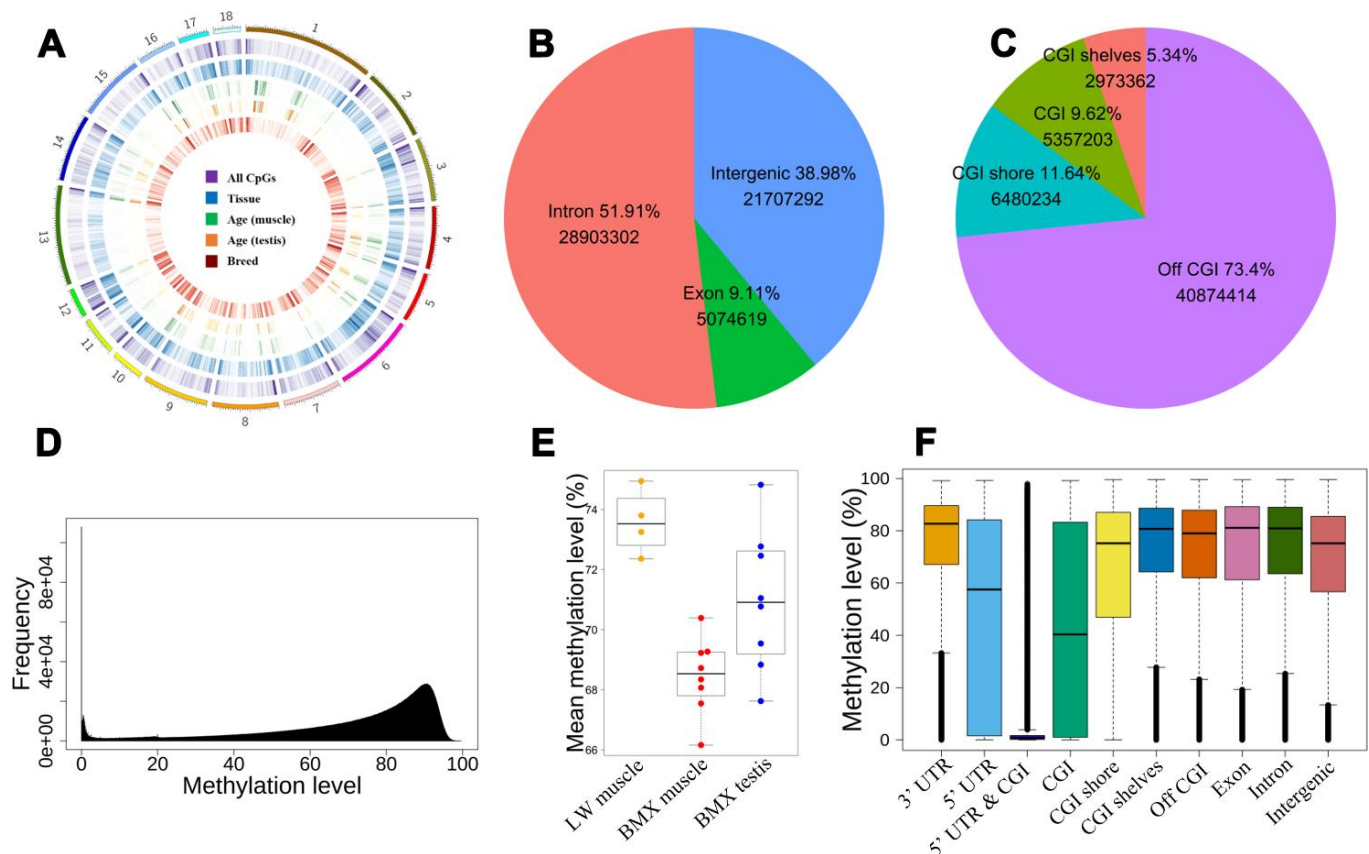 A
1
2
3
4
5
6
7
8
9
10
11
12
13
14
15
16
17
18
All CpGs
Tissue
Age (muscle)
Age (testis)
Breed
B
Intergenic 38.98%
21707292
Intron 51.91%
28903302
Exon 9.11%
5074619
C
CGI shelves 5.34%
2973362
CGI 9.62%
5357203
CGI shore 11.64%
6480234
Off CGI 73.4%
40874414
D
Frequency
8e+04
4e+04
0e+00
0
20
40
60
80
100
Methylation level
E
Mean methylation level (%)
74
72
70
68
66
LW muscle
BMX muscle
BMX testis
F
Methylation level (%)
100
80
60
40
20
0
3' UTR
5' UTR
5' UTR & CGI
CGI
CGI shore
CGI shelves
Off CGI
Exon
Intron
Intergenic